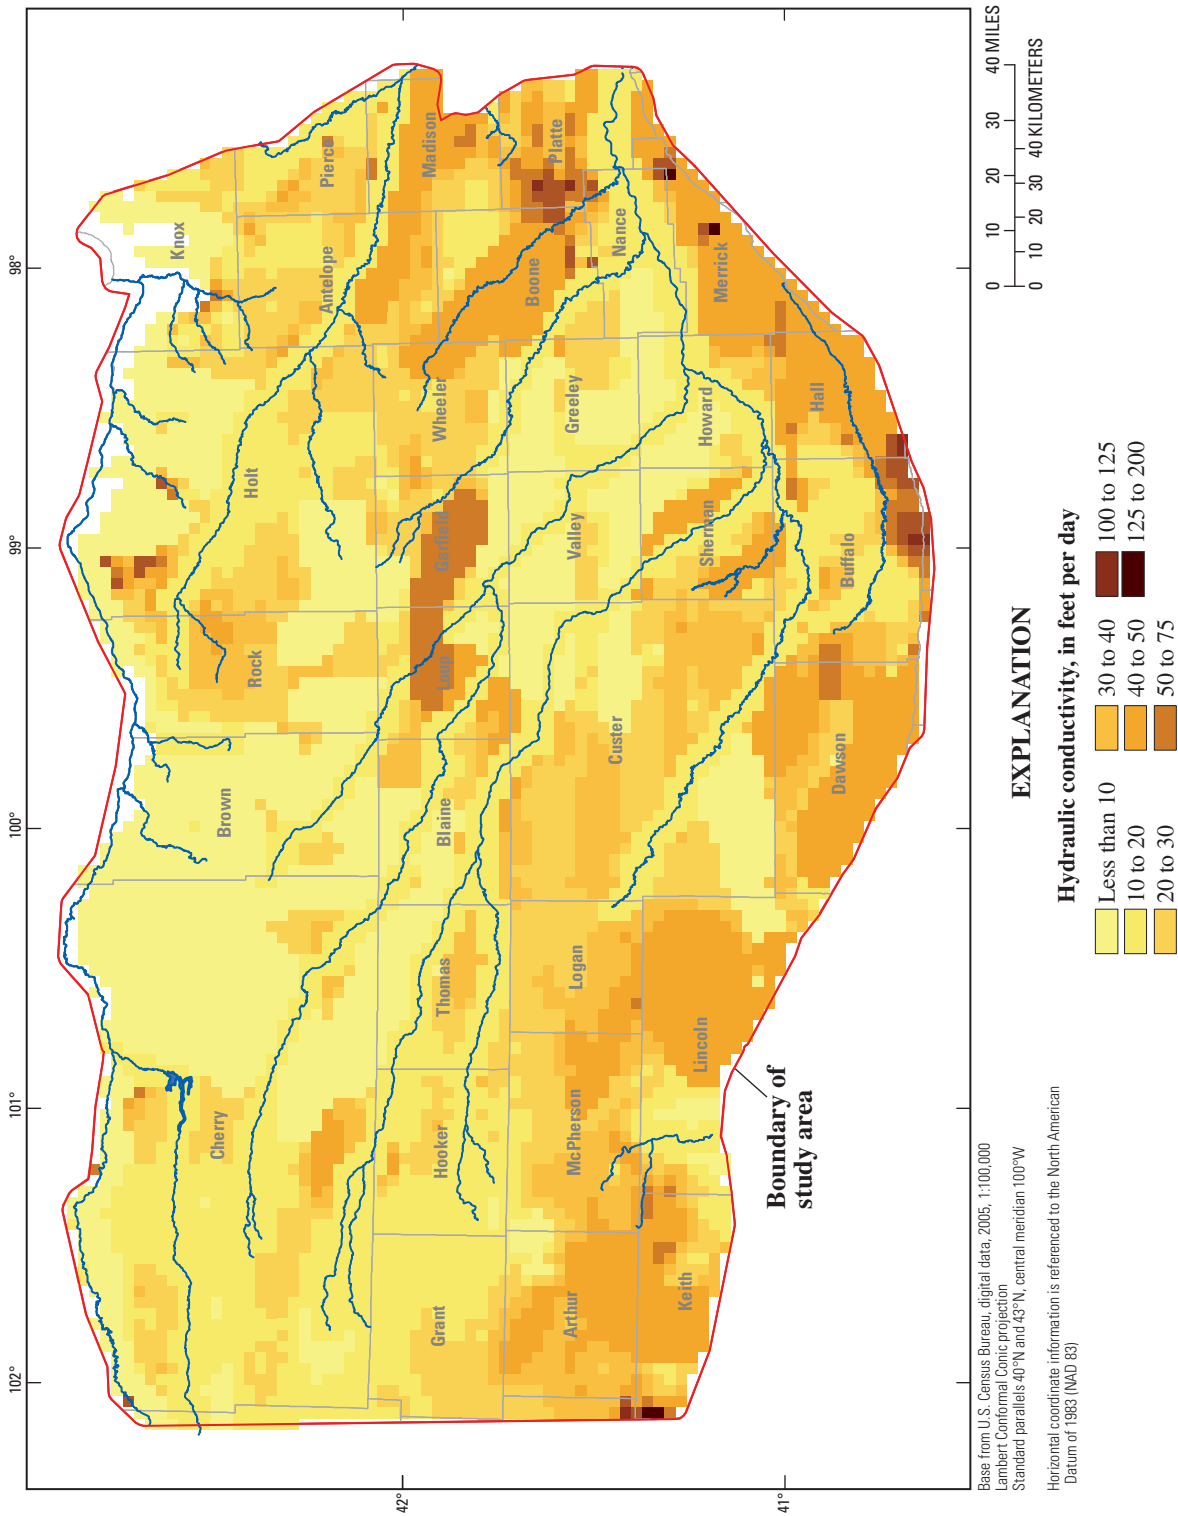 102°
101°
100°
99°
98°
42°
41°
Cherry
Brown
Rock
Holt
Knox
Antelope
Pierce
Grant
Hooker
Thomas
Blaine
Loup
Garfield
Wheeler
Madison
Boone
Platte
Arthur
McPherson
Logan
Custer
Valley
Greeley
Nance
Keith
Lincoln
Dawson
Sherman
Howard
Merrick
Buffalo
Hall
Boundary of
study area
Base from U.S. Census Bureau, digital data, 2005, 1:100,000
Lambert Conformal Conic projection
Standard parallels 40°N and 43°N, central meridian 100°W
Horizontal coordinate information is referenced to the North American
Datum of 1983 (NAD 83)
EXPLANATION
Hydraulic conductivity, in feet per day
Less than 10
10 to 20
20 to 30
30 to 40
40 to 50
50 to 75
100 to 125
125 to 200
0 10 20 30 40 MILES
0 10 20 30 40 KILOMETERS